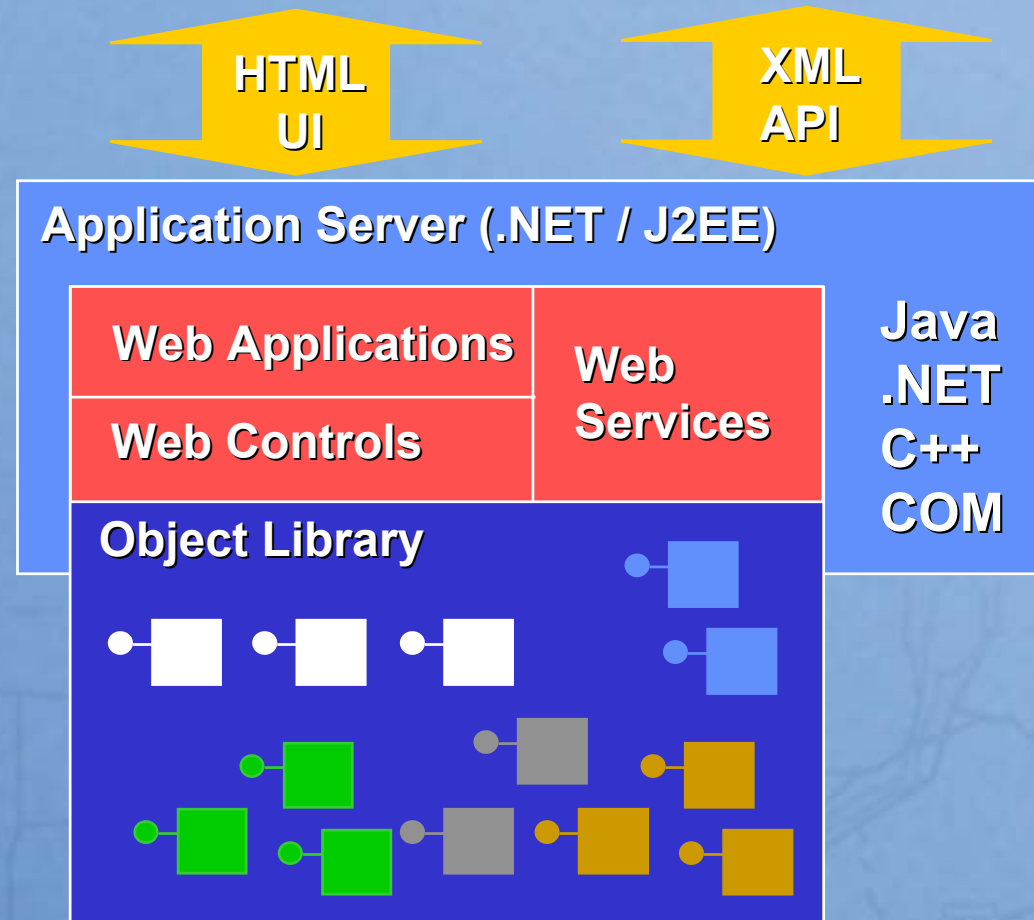 HTML
UI
XML
API
Application Server (.NET / J2EE)
Web Applications
Web Controls
Web
Services
Java
.NET
C++
COM
Object Library